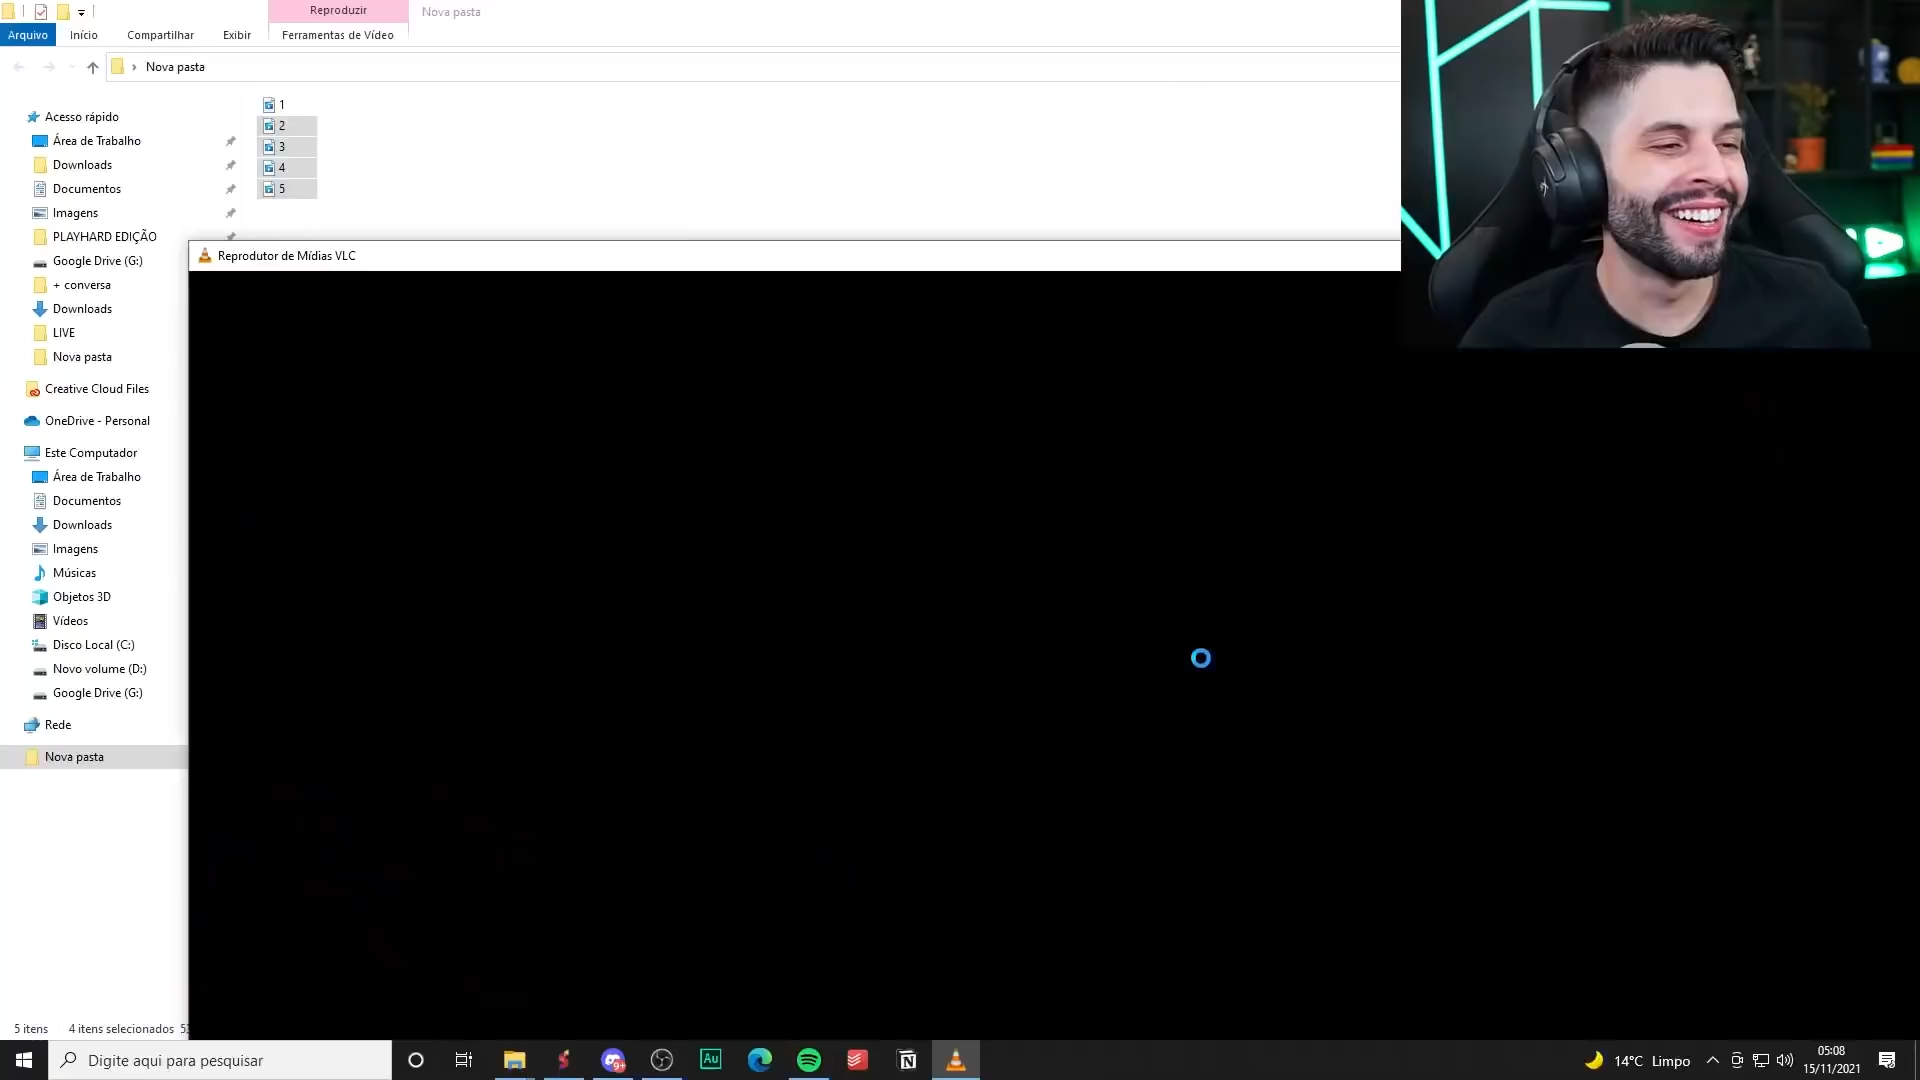 Reproduzir
Nova pasta
Arquivo
Início
Compartilhar
Exibir
Ferramentas de Vídeo
› Nova pasta
Acesso rápido
Área de Trabalho
Downloads
Documentos
Imagens
PLAYHARD EDIÇÃO
Google Drive (G:)
+ conversa
Downloads
LIVE
Nova pasta
Creative Cloud Files
OneDrive - Personal
Este Computador
Área de Trabalho
Documentos
Downloads
Imagens
Músicas
Objetos 3D
Vídeos
Disco Local (C:)
Novo volume (D:)
Google Drive (G:)
Rede
Nova pasta
1
2
3
4
5
Reprodutor de Mídias VLC
5 itens
4 itens selecionados
Digite aqui para pesquisar
9+
Au
N
14°C Limpo
05:08
15/11/2021